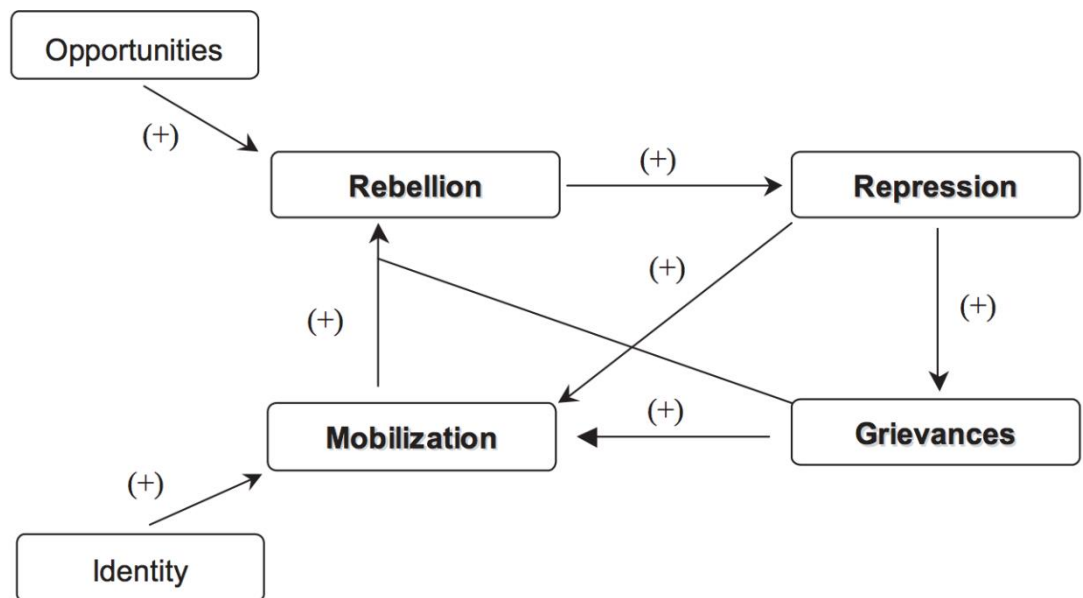 Opportunities
(+)
Rebellion
(+)
Repression
(+)
(+)
(+)
Mobilization
(+)
Grievances
(+)
Identity